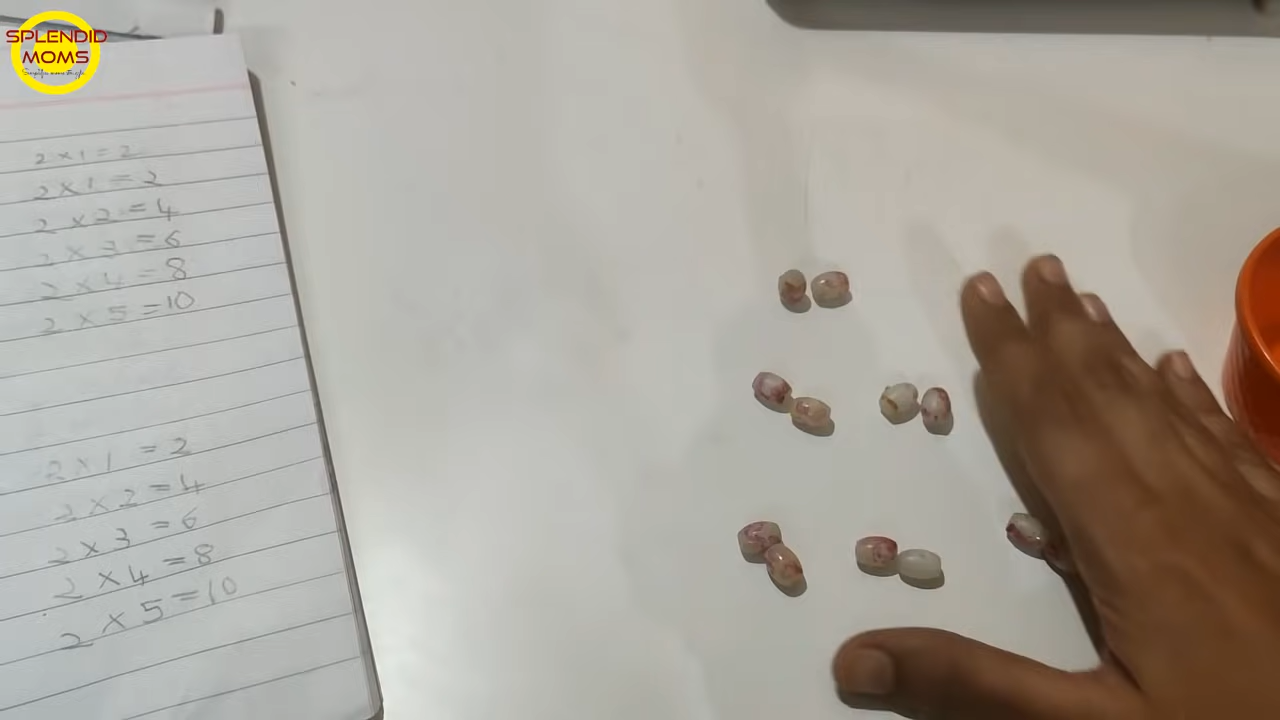 SPLENDID
MOMS
2 x 1 = 2
2 x 1 = 2
2 x 2 = 4
2 x 3 = 6
2 x 4 = 8
2 x 5 = 10
2 x 1 = 2
2 x 2 = 4
2 x 3 = 6
2 x 4 = 8
2 x 5 = 10